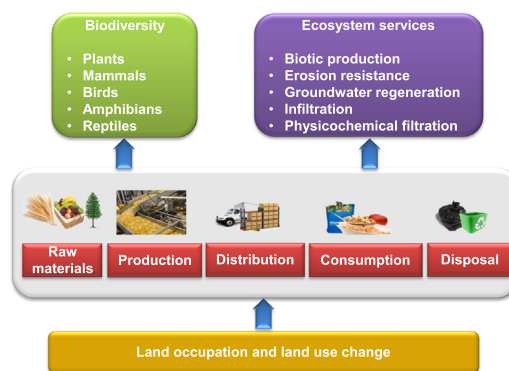 Biodiversity
• Plants
• Mammals
• Birds
• Amphibians
• Reptiles
Ecosystem services
• Biotic production
• Erosion resistance
• Groundwater regeneration
• Infiltration
• Physicochemical filtration
Raw
materials
Production
Distribution
Consumption
Disposal
Land occupation and land use change